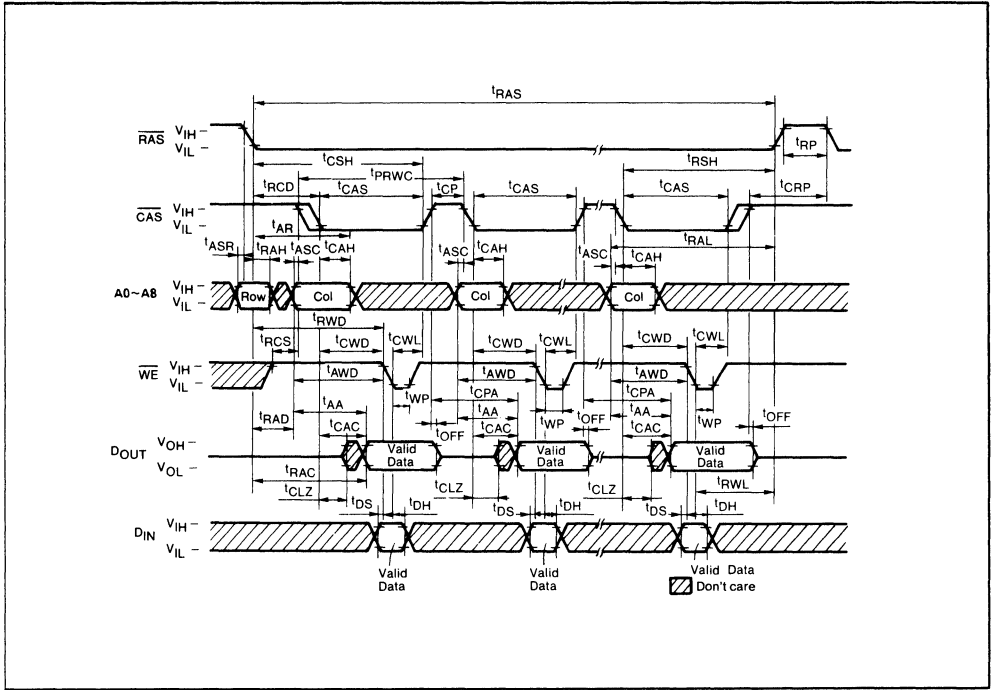 tRAS
RAS VIH
VIL
tRP
tCSH tRSH
tPRWC
tRCD tCAS tCP tCAS tCAS tCRP
CAS VIH
VIL
tAR tRAL
tASR tRAH tASC tCAH tASC tCAH tASC tCAH
A0~A8 VIH
VIL
Row Col Col Col
tRWD
tRCS tCWD tCWL tCWD tCWL tCWD tCWL
WE VIH
VIL
tAWD tAWD tAWD
tWP tCPA tWP tCPA tWP
tRAD tAA tOFF tAA tOFF tAA tOFF
tCAC tCAC tCAC
DOUT VOH
VOL
Valid Data Valid Data Valid Data
tRAC tRWL
tCLZ tCLZ tCLZ
tDS tDH tDS tDH tDS tDH
DIN VIH
VIL
Valid Data Valid Data Valid Data
Don't care